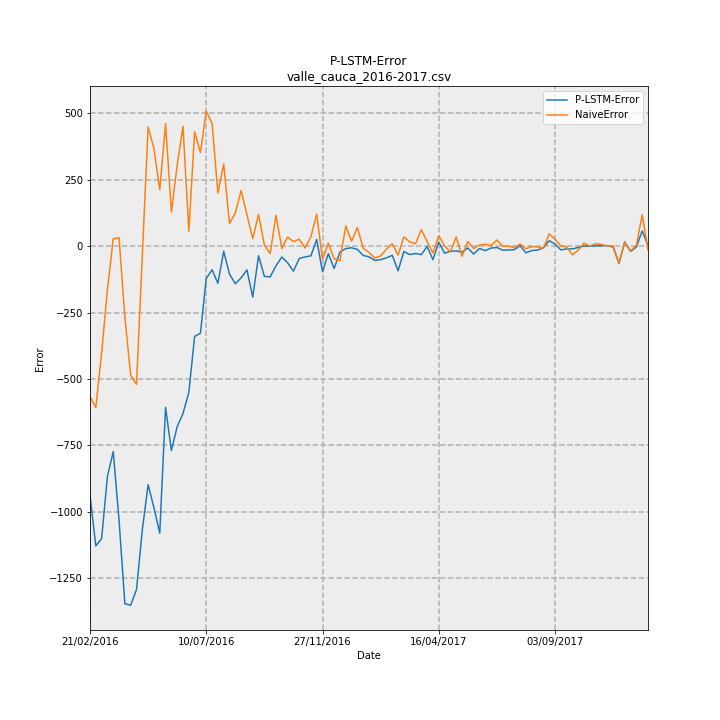 P-LSTM-Error
valle_cauca_2016-2017.csv
P-LSTM-Error
NaiveError
500
250
0
−250
−500
−750
−1000
−1250
Error
21/02/2016
10/07/2016
27/11/2016
16/04/2017
03/09/2017
Date